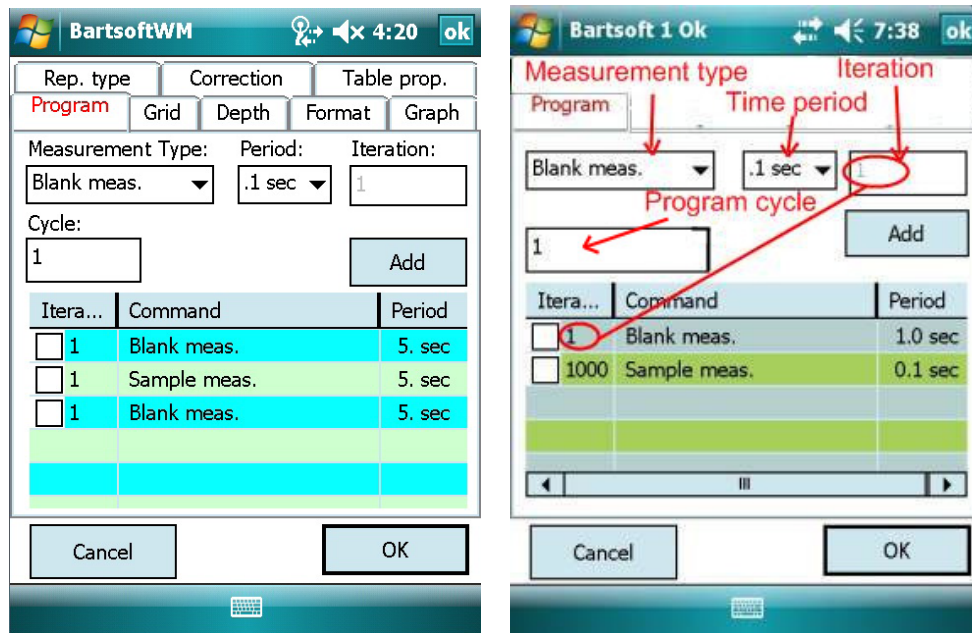 BartsoftWM 4:20 ok
Rep. type Correction Table prop.
Program Grid Depth Format Graph
Measurement Type: Period: Iteration:
Blank meas. .1 sec 1
Cycle:
1 Add
Itera... Command Period
1 Blank meas. 5. sec
1 Sample meas. 5. sec
1 Blank meas. 5. sec
Cancel OK
Bartsoft 1 Ok 7:38 ok
Measurement type Iteration
Program Time period
Blank meas. .1 sec 1
Program cycle
1 Add
Itera... Command Period
1 Blank meas. 1.0 sec
1000 Sample meas. 0.1 sec
Cancel OK